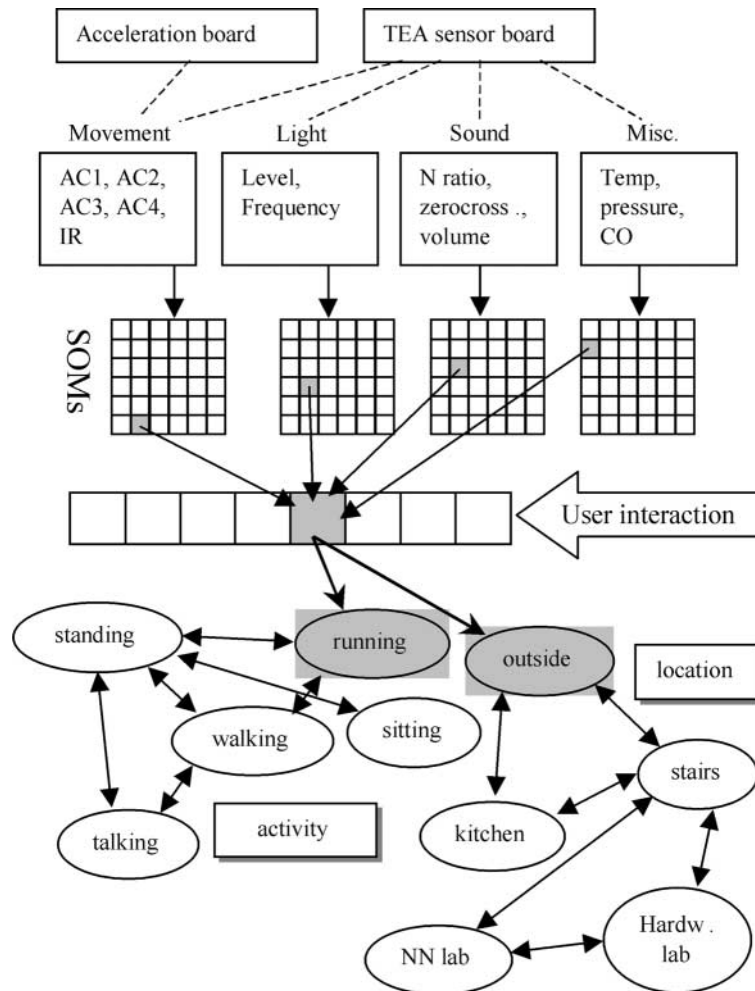 Acceleration board
TEA sensor board
Movement
Light
Sound
Misc.
AC1, AC2,
AC3, AC4,
IR
Level,
Frequency
N ratio,
zerocross .,
volume
Temp,
pressure,
CO
SOMs
User interaction
standing
running
outside
location
walking
sitting
stairs
talking
activity
kitchen
NN lab
Hardw .
lab